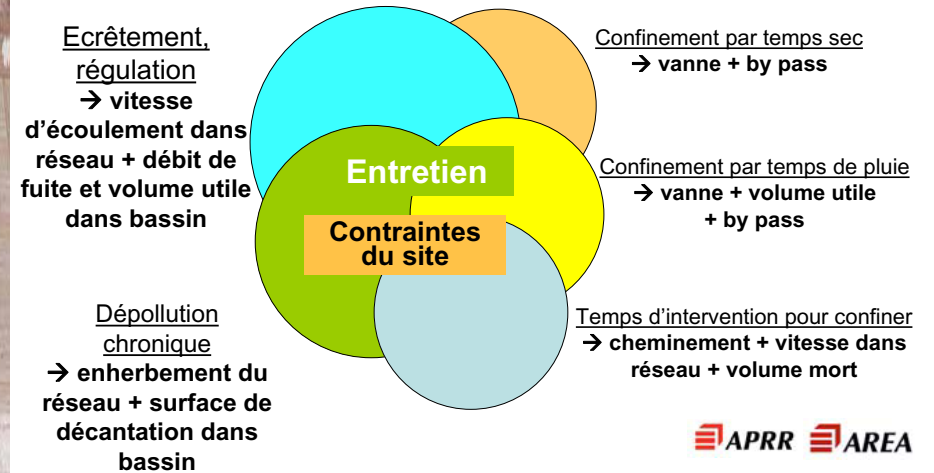 Ecrêtement,
régulation
→ vitesse
d'écoulement dans
réseau + débit de
fuite et volume utile
dans bassin
Confinement par temps sec
→ vanne + by pass
Entretien
Contraintes
du site
Confinement par temps de pluie
→ vanne + volume utile
+ by pass
Dépollution
chronique
→ enherbement du
réseau + surface de
décantation dans
bassin
Temps d'intervention pour confiner
→ cheminement + vitesse dans
réseau + volume mort
APRR AREA